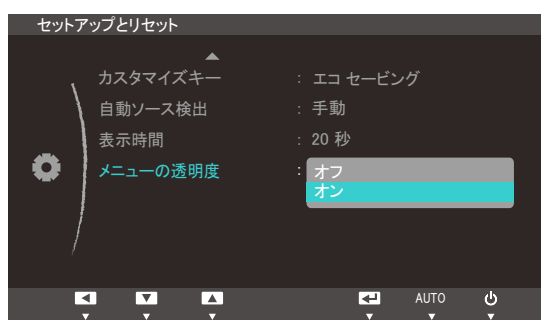 セットアップとリセット
カスタマイズキー : エコ セービング
自動ソース検出 : 手動
表示時間 : 20 秒
メニューの透明度 : オフ
オン
AUTO